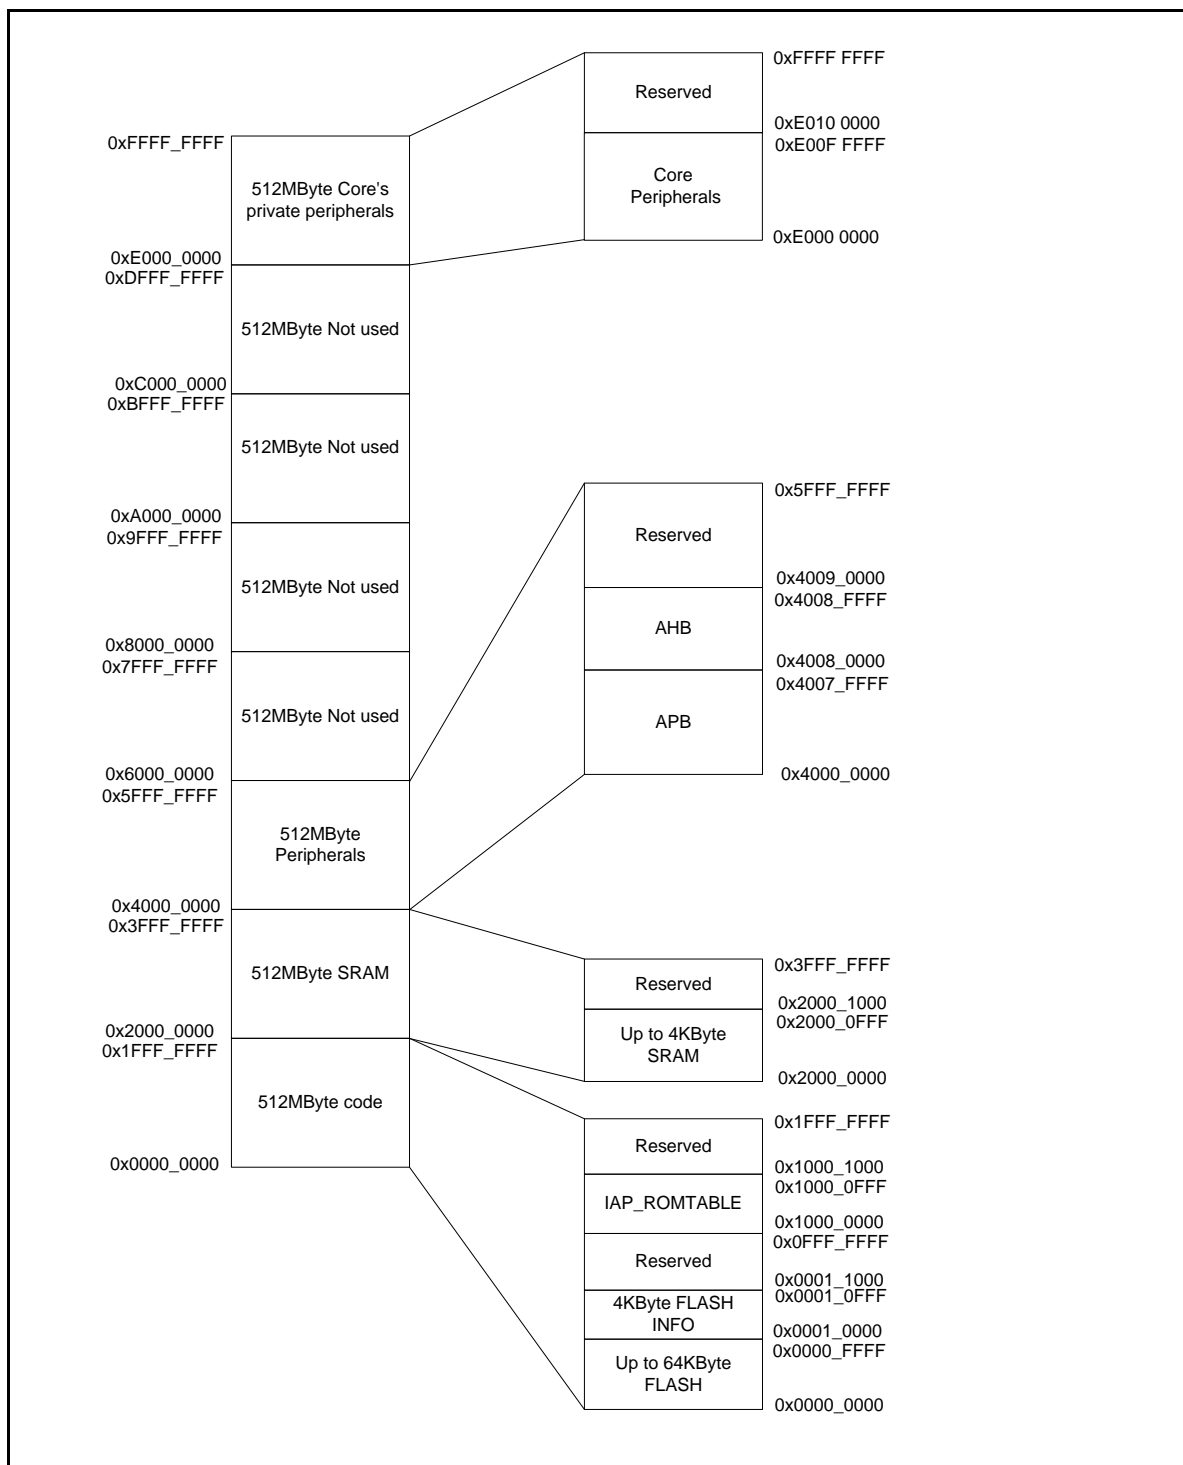 0xFFFF_FFFF
512MByte Core's
private peripherals
0xE000_0000
0xDFFF_FFFF
512MByte Not used
0xC000_0000
0xBFFF_FFFF
512MByte Not used
0xA000_0000
0x9FFF_FFFF
512MByte Not used
0x8000_0000
0x7FFF_FFFF
512MByte Not used
0x6000_0000
0x5FFF_FFFF
512MByte
Peripherals
0x4000_0000
0x3FFF_FFFF
512MByte SRAM
0x2000_0000
0x1FFF_FFFF
512MByte code
0x0000_0000
0xFFFF FFFF
Reserved
0xE010 0000
0xE00F FFFF
Core
Peripherals
0xE000 0000
0x5FFF_FFFF
Reserved
0x4009_0000
0x4008_FFFF
AHB
0x4008_0000
0x4007_FFFF
APB
0x4000_0000
0x3FFF_FFFF
Reserved
0x2000_1000
0x2000_0FFF
Up to 4KByte
SRAM
0x2000_0000
0x1FFF_FFFF
Reserved
0x1000_1000
0x1000_0FFF
IAP_ROMTABLE
0x1000_0000
0x0FFF_FFFF
Reserved
0x0001_1000
0x0001_0FFF
4KByte FLASH
INFO
0x0001_0000
0x0000_FFFF
Up to 64KByte
FLASH
0x0000_0000